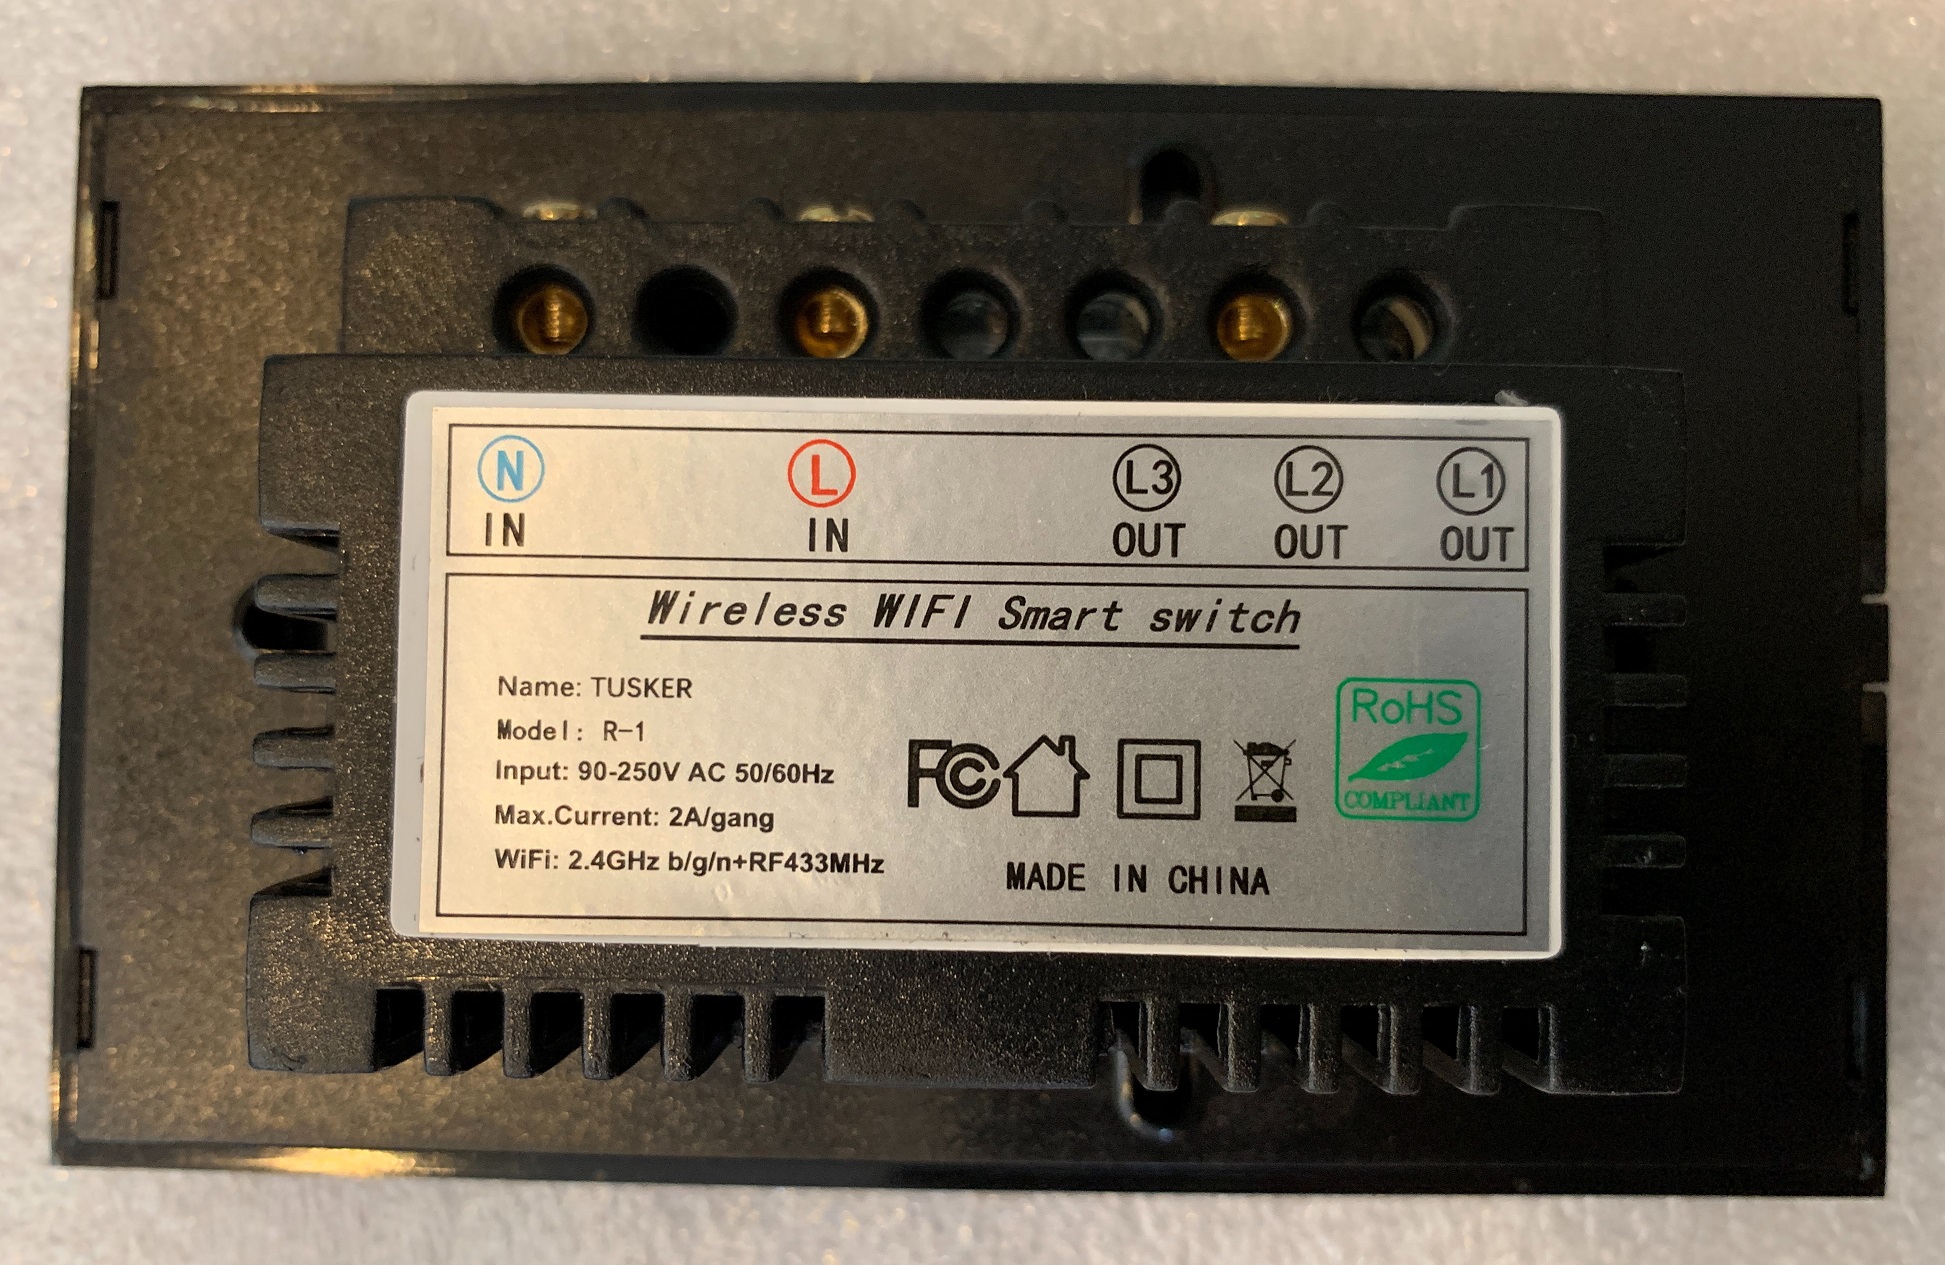 N L L3 L2 L1
IN IN OUT OUT OUT
Wireless WIFI Smart switch
Name: TUSKER
Model: R-1
Input: 90-250V AC 50/60Hz
Max.Current: 2A/gang
WiFi: 2.4GHz b/g/n+RF433MHz
FC
MADE IN CHINA
RoHS
COMPLIANT